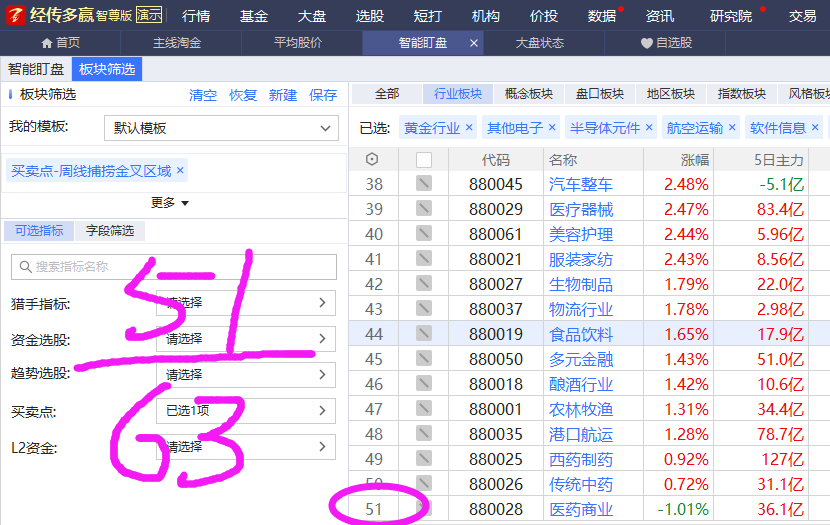 经传多赢 智尊版 演示 行情 基金 大盘 选股 短打 机构 价投 数据 资讯 研究院 交易
首页 主线淘金 平均股价 智能盯盘 × 大盘状态 自选股
智能盯盘 板块筛选
板块筛选 清空 恢复 新建 保存
我的模板: 默认模板
买卖点-周线捕捞金叉区域 ×
更多
可选指标 字段筛选
搜索指标名称
猎手指标: 请选择
资金选股: 请选择
趋势选股: 请选择
买卖点: 已选1项
L2资金: 请选择
51
63
全部 行业板块 概念板块 盘口板块 地区板块 指数板块 风格板
已选: 黄金行业 × 其他电子 × 半导体元件 × 航空运输 × 软件信息 ×
代码 名称 涨幅 5日主力
38 880045 汽车整车 2.48% -5.1亿
39 880029 医疗器械 2.47% 83.4亿
40 880061 美容护理 2.44% 5.96亿
41 880021 服装家纺 2.43% 8.56亿
42 880027 生物制品 1.79% 22.0亿
43 880037 物流行业 1.78% 2.98亿
44 880019 食品饮料 1.65% 17.9亿
45 880050 多元金融 1.43% 51.0亿
46 880018 酿酒行业 1.42% 10.6亿
47 880001 农林牧渔 1.31% 34.4亿
48 880035 港口航运 1.28% 78.7亿
49 880025 西药制药 0.92% 127亿
50 880026 传统中药 0.72% 31.1亿
51 880028 医药商业 -1.01% 36.1亿